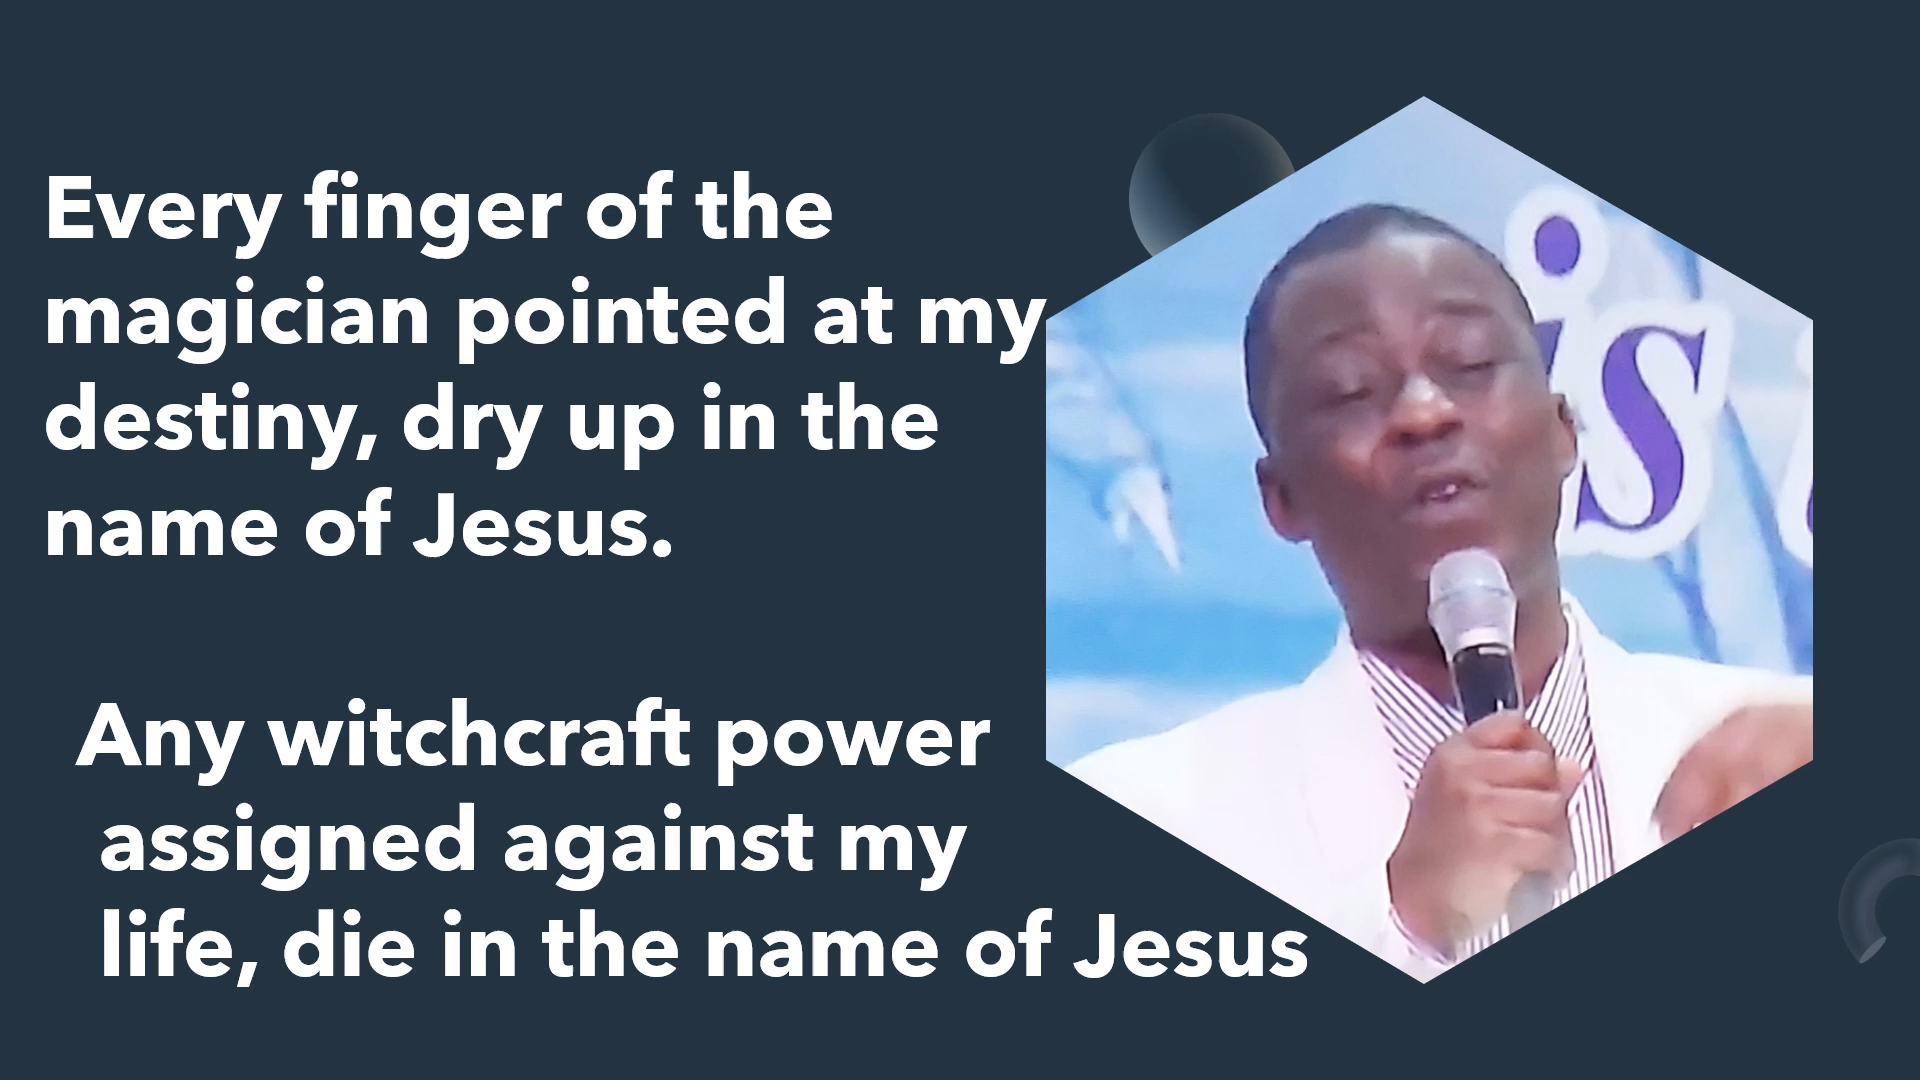 Every finger of the
magician pointed at my
destiny, dry up in the
name of Jesus.
Any witchcraft power
assigned against my
life, die in the name of Jesus
is